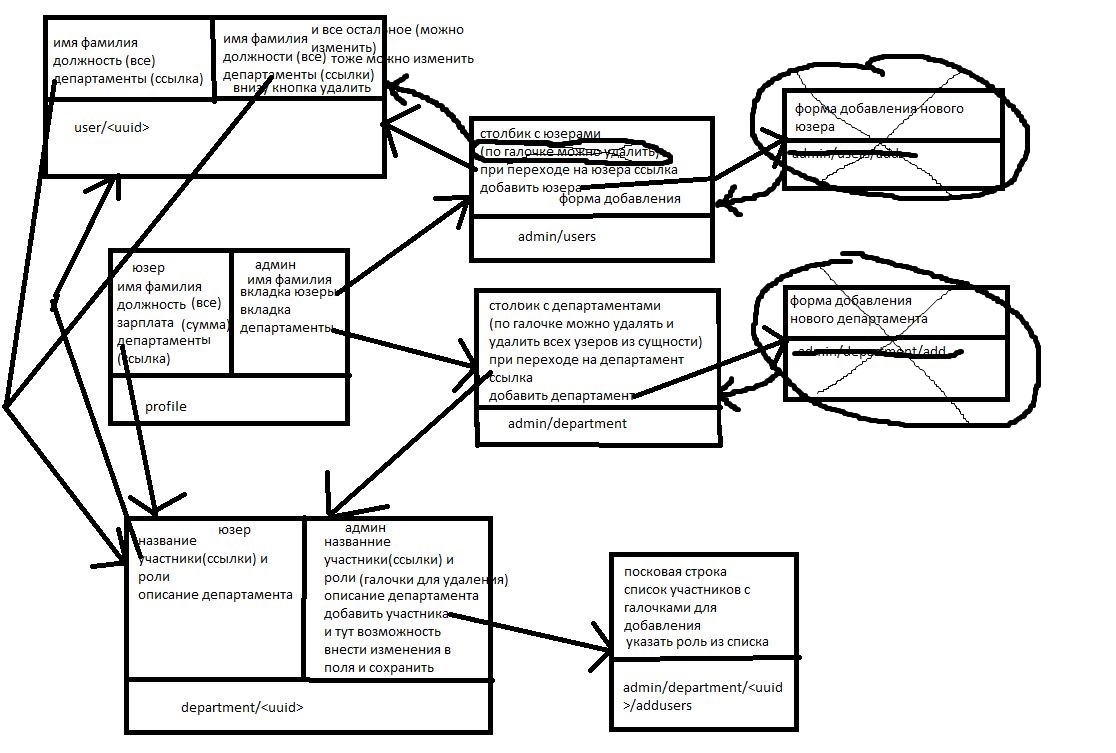 имя фамилия
должность (все)
департаменты (ссылка)
имя фамилия
должности (все)
департаменты (ссылки)
внизу кнопка удалить
и все остальное (можно
изменить)
тоже можно изменить
user/<uuid>
столбик с юзерами
(по галочке можно удалить)
при переходе на юзера ссылка
добавить юзера
форма добавления
admin/users
форма добавления нового
юзера
admin/users/add
юзер
имя фамилия
должность (все)
зарплата (сумма)
департаменты
(ссылка)
админ
имя фамилия
вкладка юзеры
вкладка
департаменты
profile
столбик с департаментами
(по галочке можно удалять и
удалить всех узеров из сущности)
при переходе на департамент
ссылка
добавить департамент
admin/department
форма добавления
нового департамента
admin/department/add
юзер
название
участники(ссылки) и
роли
описание департамента
админ
названние
участники(ссылки) и
роли (галочки для удаления)
описание департамента
добавить участника
и тут возможность
внести изменения в
поля и сохранить
department/<uuid>
посковая строка
список участников с
галочками для
добавления
указать роль из списка
admin/department/<uuid
>/addusers